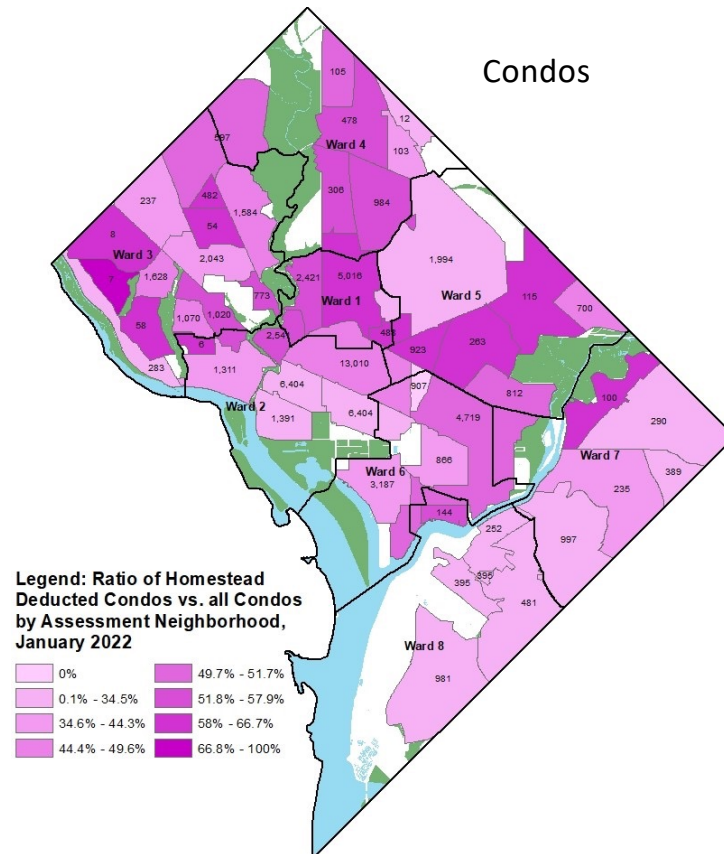 Condos
105
12
478
Ward 4
103
597
306
984
482
237
1,584
54
8
Ward 3
2,043
1,994
7
1,628
2,421
5,016
Ward 1
Ward 5
773
115
700
58
1,070
1,020
6
2,541
481
923
263
283
1,311
13,010
6,404
907
812
Ward 2
1,391
6,404
4,719
100
290
Ward 7
866
Ward 6
3,187
389
235
144
252
997
395
395
481
Ward 8
981
Legend: Ratio of Homestead
Deducted Condos vs. all Condos
by Assessment Neighborhood,
January 2022
0%
49.7% - 51.7%
0.1% - 34.5%
51.8% - 57.9%
34.6% - 44.3%
58% - 66.7%
44.4% - 49.6%
66.8% - 100%